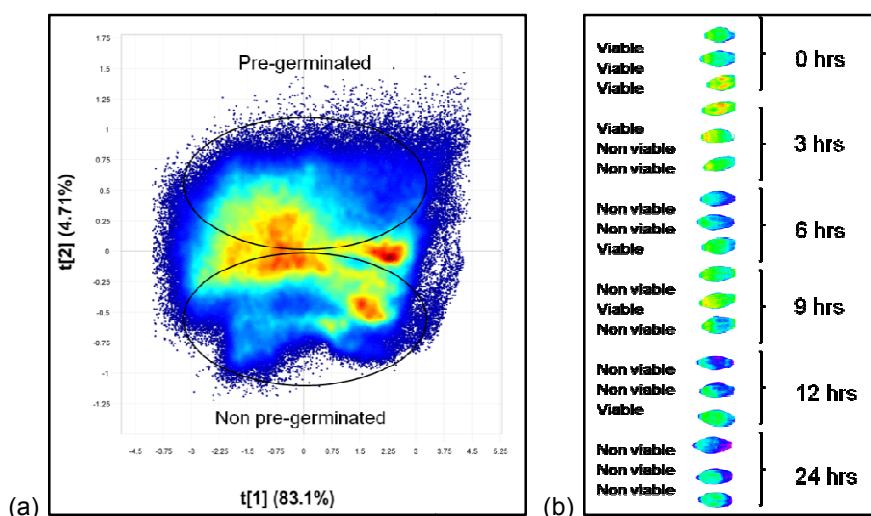 1.75
1.5
Pre-germinated
1.25
1
0.75
0.5
0.25
0
-0.25
-0.5
-0.75
-1
Non pre-germinated
-1.25
t[2] (4.71%)
-4.5 -3.75 -3 -2.25 -1.5 -0.75 0 0.75 1.5 2.25 3 3.75 4.5 5.25
t[1] (83.1%)
(a)
Viable
Viable
Viable
0 hrs
Viable
Non viable
Non viable
3 hrs
Non viable
Non viable
Viable
6 hrs
Non viable
Viable
Non viable
9 hrs
Non viable
Non viable
Viable
12 hrs
Non viable
Non viable
Non viable
24 hrs
(b)